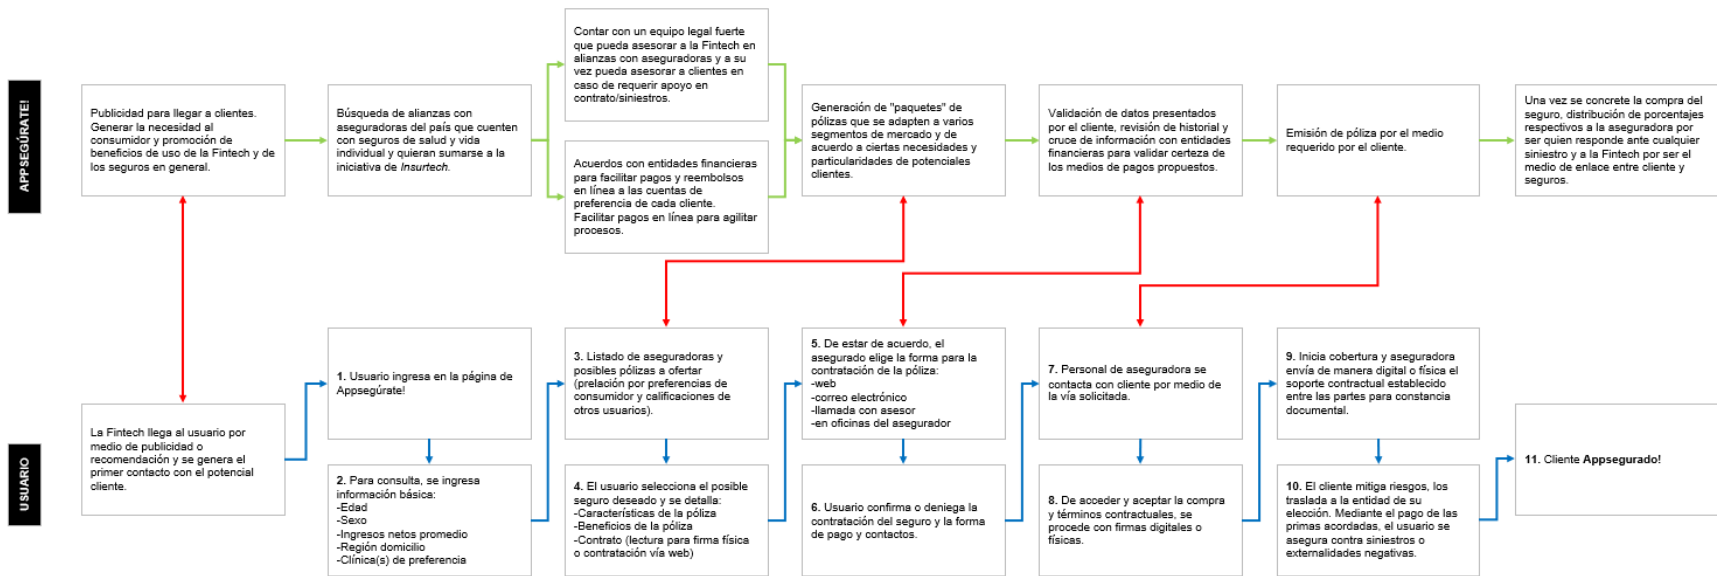 APPSEGÚRATE!
Publicidad para llegar a clientes.
Generar la necesidad al
consumidor y promoción de
beneficios de uso de la Fintech y de
los seguros en general.
Búsqueda de alianzas con
aseguradoras del país que cuenten
con seguros de salud y vida
individual y quieran sumarse a la
iniciativa de Insurtech.
Contar con un equipo legal fuerte
que pueda asesorar a la Fintech en
alianzas con aseguradoras y a su
vez pueda asesorar a clientes en
caso de requerir apoyo en
contrato/siniestros.
Acuerdos con entidades financieras
para facilitar pagos y reembolsos
en línea a las cuentas de
preferencia de cada cliente.
Facilitar pagos en línea para agilitar
procesos.
Generación de "paquetes" de
pólizas que se adapten a varios
segmentos de mercado y de
acuerdo a ciertas necesidades y
particularidades de potenciales
clientes.
Validación de datos presentados
por el cliente, revisión de historial y
cruce de información con entidades
financieras para validar certeza de
los medios de pagos propuestos.
Emisión de póliza por el medio
requerido por el cliente.
Una vez se concrete la compra del
seguro, distribución de porcentajes
respectivos a la aseguradora por
ser quien responde ante cualquier
siniestro y a la Fintech por ser el
medio de enlace entre cliente y
seguros.
USUARIO
La Fintech llega al usuario por
medio de publicidad o
recomendación y se genera el
primer contacto con el potencial
cliente.
1. Usuario ingresa en la página de
Appsegúrate!
2. Para consulta, se ingresa
información básica:
-Edad
-Sexo
-Ingresos netos promedio
-Región domicilio
-Clínica(s) de preferencia
3. Listado de aseguradoras y
posibles pólizas a ofertar
(prelación por preferencias de
consumidor y calificaciones de
otros usuarios).
4. El usuario selecciona el posible
seguro deseado y se detalla:
-Características de la póliza
-Beneficios de la póliza
-Contrato (lectura para firma física
o contratación vía web)
5. De estar de acuerdo, el
asegurado elige la forma para la
contratación de la póliza:
-web
-correo electrónico
-llamada con asesor
-en oficinas del asegurador
6. Usuario confirma o deniega la
contratación del seguro y la forma
de pago y contactos.
7. Personal de aseguradora se
contacta con cliente por medio de
la vía solicitada.
8. De acceder y aceptar la compra
y términos contractuales, se
procede con firmas digitales o
físicas.
9. Inicia cobertura y aseguradora
envía de manera digital o física el
soporte contractual establecido
entre las partes para constancia
documental.
10. El cliente mitiga riesgos, los
traslada a la entidad de su
elección. Mediante el pago de las
primas acordadas, el usuario se
asegura contra siniestros o
externalidades negativas.
11. Cliente Appsegurado!